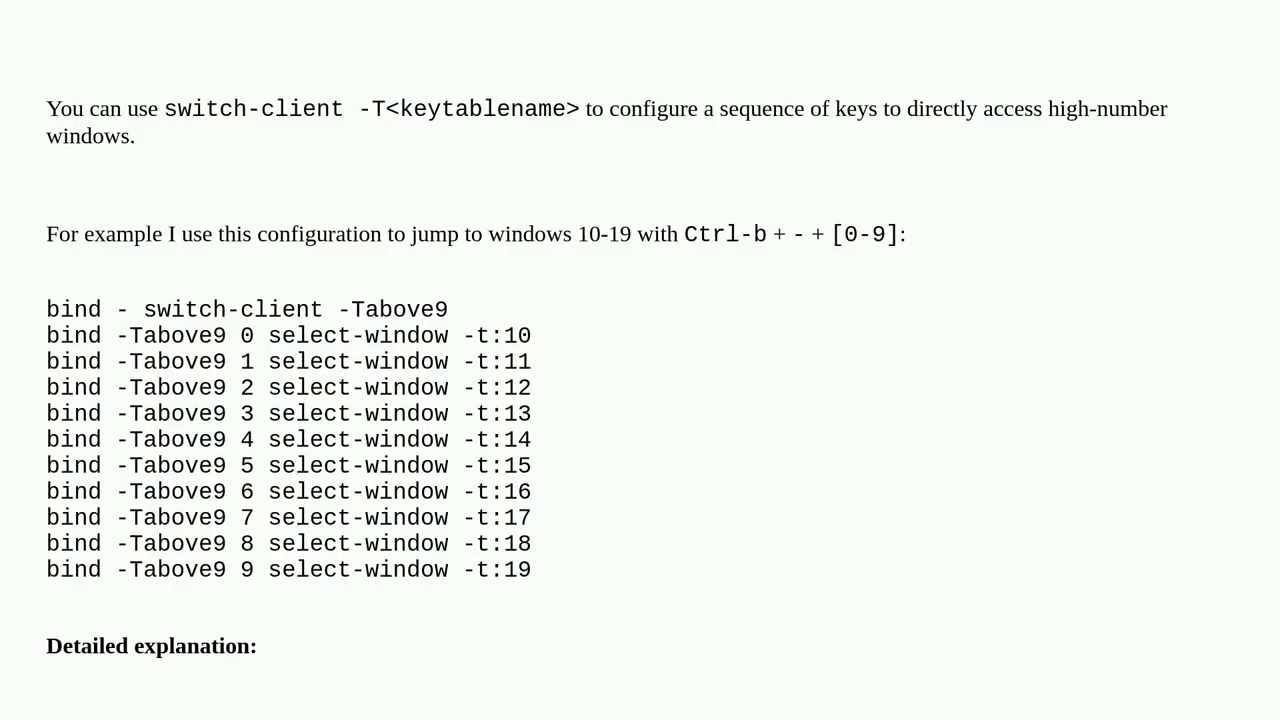 You can use switch-client -T<keytablename> to configure a sequence of keys to directly access high-number
windows.
For example I use this configuration to jump to windows 10-19 with Ctrl-b + - + [0-9]:
bind - switch-client -Tabove9
bind -Tabove9 0 select-window -t:10
bind -Tabove9 1 select-window -t:11
bind -Tabove9 2 select-window -t:12
bind -Tabove9 3 select-window -t:13
bind -Tabove9 4 select-window -t:14
bind -Tabove9 5 select-window -t:15
bind -Tabove9 6 select-window -t:16
bind -Tabove9 7 select-window -t:17
bind -Tabove9 8 select-window -t:18
bind -Tabove9 9 select-window -t:19
Detailed explanation: